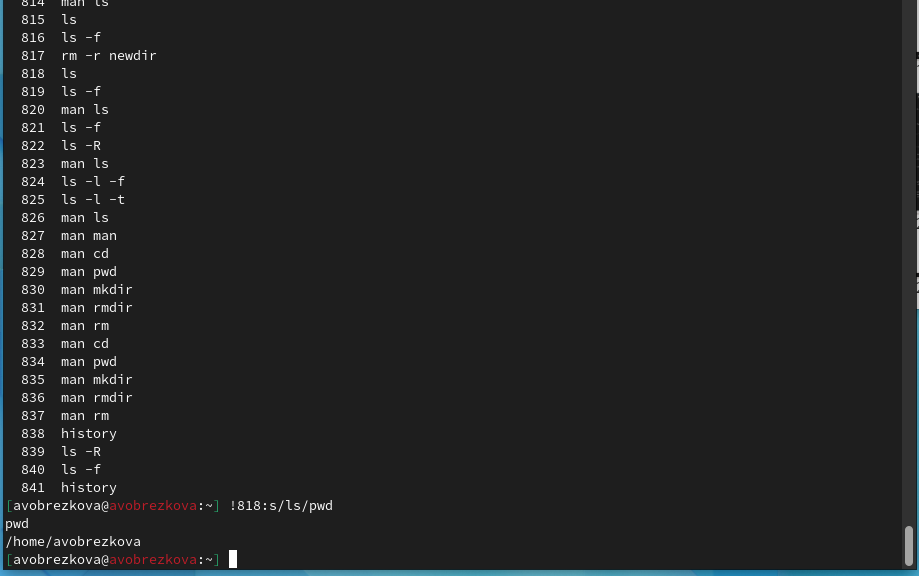 814 man ls
815 ls
816 ls -f
817 rm -r newdir
818 ls
819 ls -f
820 man ls
821 ls -f
822 ls -R
823 man ls
824 ls -l -f
825 ls -l -t
826 man ls
827 man man
828 man cd
829 man pwd
830 man mkdir
831 man rmdir
832 man rm
833 man cd
834 man pwd
835 man mkdir
836 man rmdir
837 man rm
838 history
839 ls -R
840 ls -f
841 history
[avobrezkova@avobrezkova:~] !818:s/ls/pwd
pwd
/home/avobrezkova
[avobrezkova@avobrezkova:~]